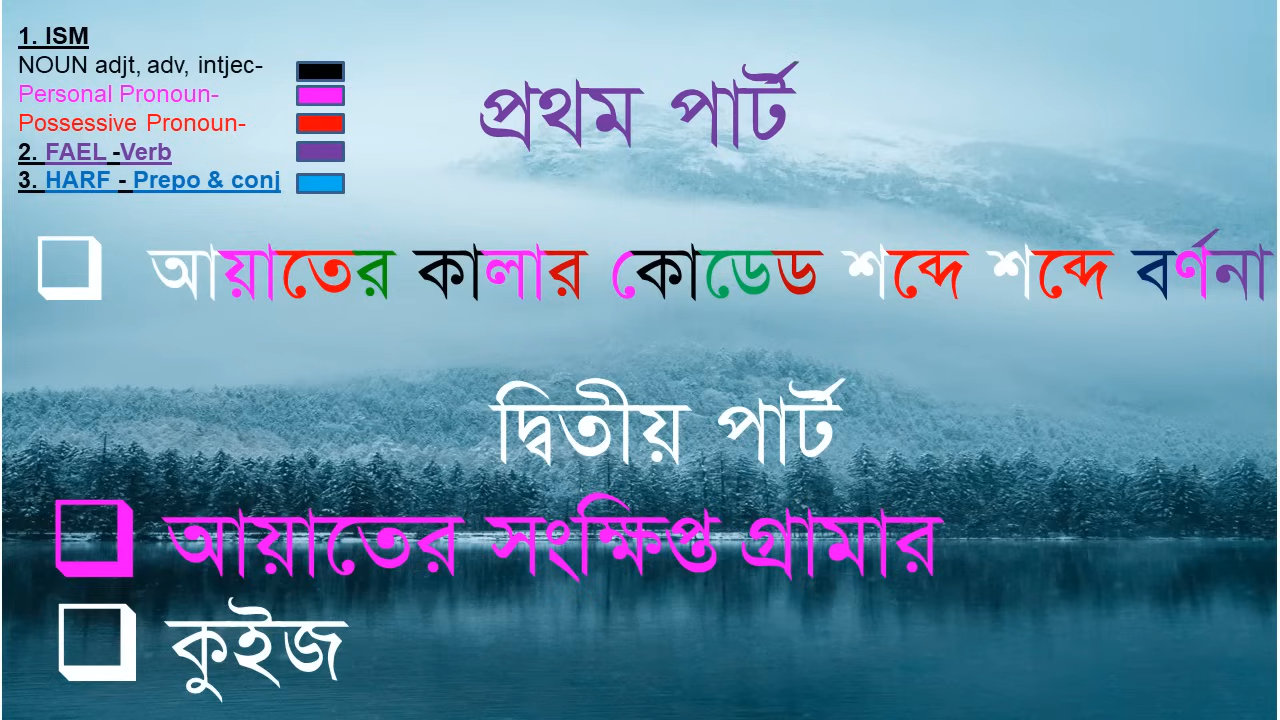 1. ISM
NOUN adjt, adv, intjec-
Personal Pronoun-
Possessive Pronoun-
2. FAEL -Verb
3. HARF - Prepo & conj
প্রথম পার্ট
আয়াতের কালার কোডেড শব্দে শব্দে বর্ণনা
দ্বিতীয় পার্ট
আয়াতের সংক্ষিপ্ত গ্রামার
কুইজ